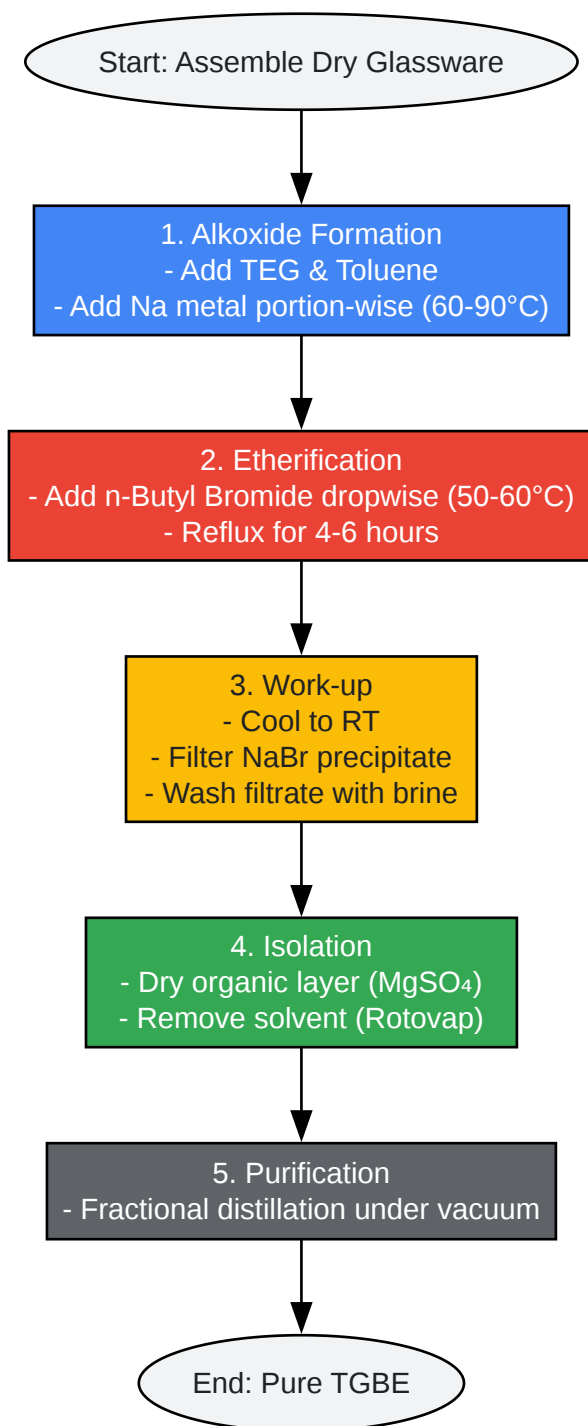 Start: Assemble Dry Glassware
1. Alkoxide Formation
- Add TEG & Toluene
- Add Na metal portion-wise (60-90°C)
2. Etherification
- Add n-Butyl Bromide dropwise (50-60°C)
- Reflux for 4-6 hours
3. Work-up
- Cool to RT
- Filter NaBr precipitate
- Wash filtrate with brine
4. Isolation
- Dry organic layer (MgSO₄)
- Remove solvent (Rotovap)
5. Purification
- Fractional distillation under vacuum
End: Pure TGBE